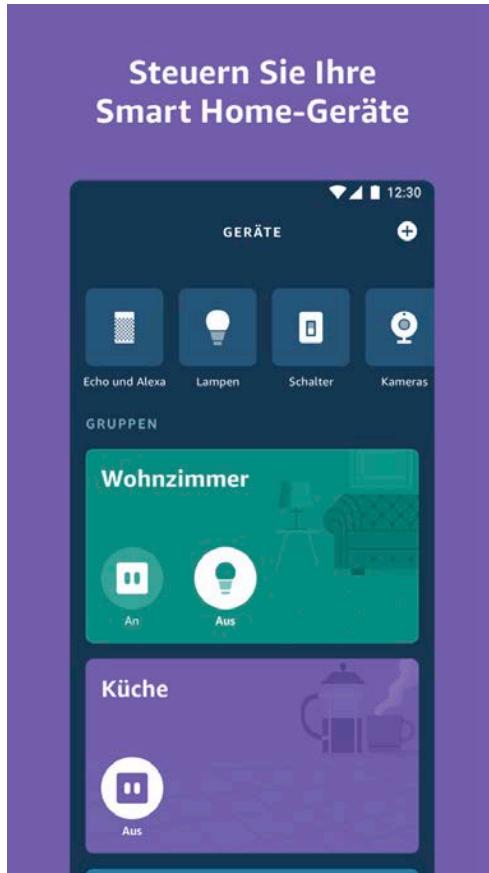 Steuern Sie Ihre
Smart Home-Geräte
12:30
GERÄTE
Echo und Alexa
Lampen
Schalter
Kameras
GRUPPEN
Wohnzimmer
An
Aus
Küche
Aus